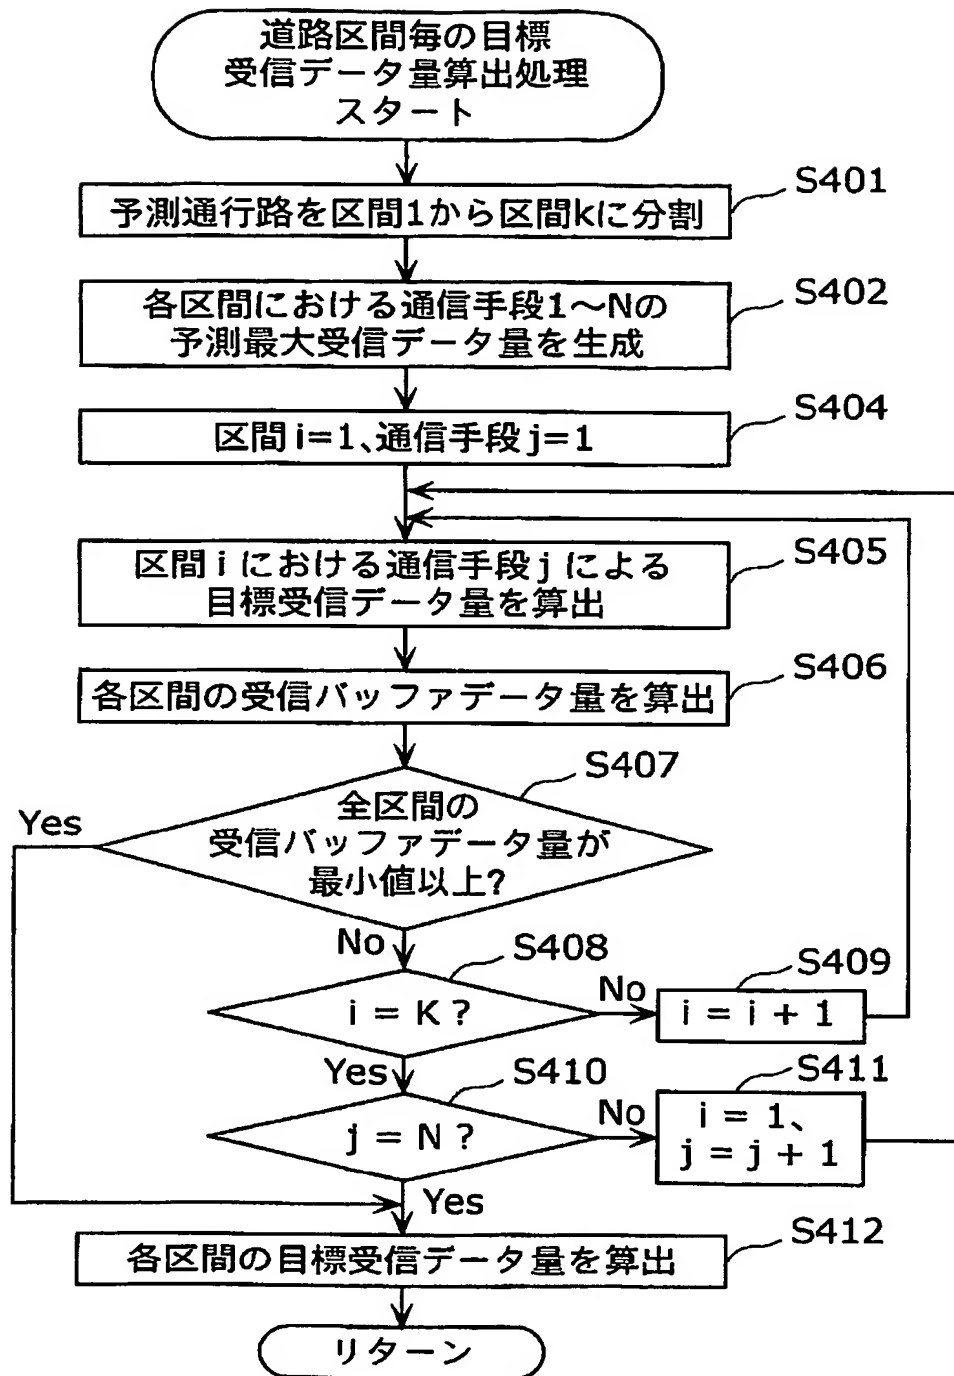 道路区間毎の目標
受信データ量算出処理
スタート
S401
予測通行路を区間1から区間kに分割
S402
各区間における通信手段1～Nの
予測最大受信データ量を生成
S404
区間i=1、通信手段j=1
S405
区間iにおける通信手段jによる
目標受信データ量を算出
S406
各区間の受信バッファデータ量を算出
S407
全区間の
受信バッファデータ量が
最小値以上?
Yes
No
S408
i = K ?
No
S409
i = i + 1
Yes
S410
j = N ?
No
S411
i = 1、
j = j + 1
Yes
S412
各区間の目標受信データ量を算出
リターン